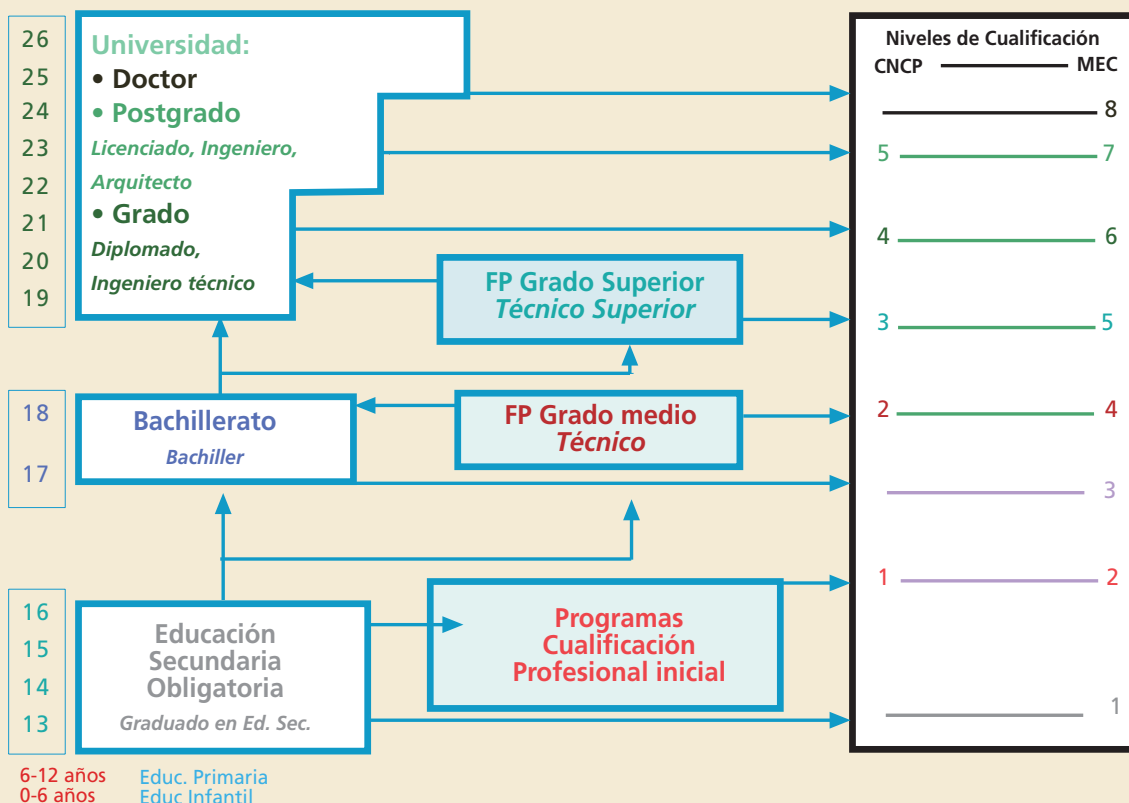 26
25
24
23
22
21
20
19
Universidad:
• Doctor
• Postgrado
Licenciado, Ingeniero,
Arquitecto
• Grado
Diplomado,
Ingeniero técnico
FP Grado Superior
Técnico Superior
18
17
Bachillerato
Bachiller
FP Grado medio
Técnico
16
15
14
13
Educación
Secundaria
Obligatoria
Graduado en Ed. Sec.
Programas
Cualificación
Profesional inicial
6-12 años Educ. Primaria
0-6 años Educ Infantil
Niveles de Cualificación
CNCP MEC
8
5 7
4 6
3 5
2 4
3
1 2
1